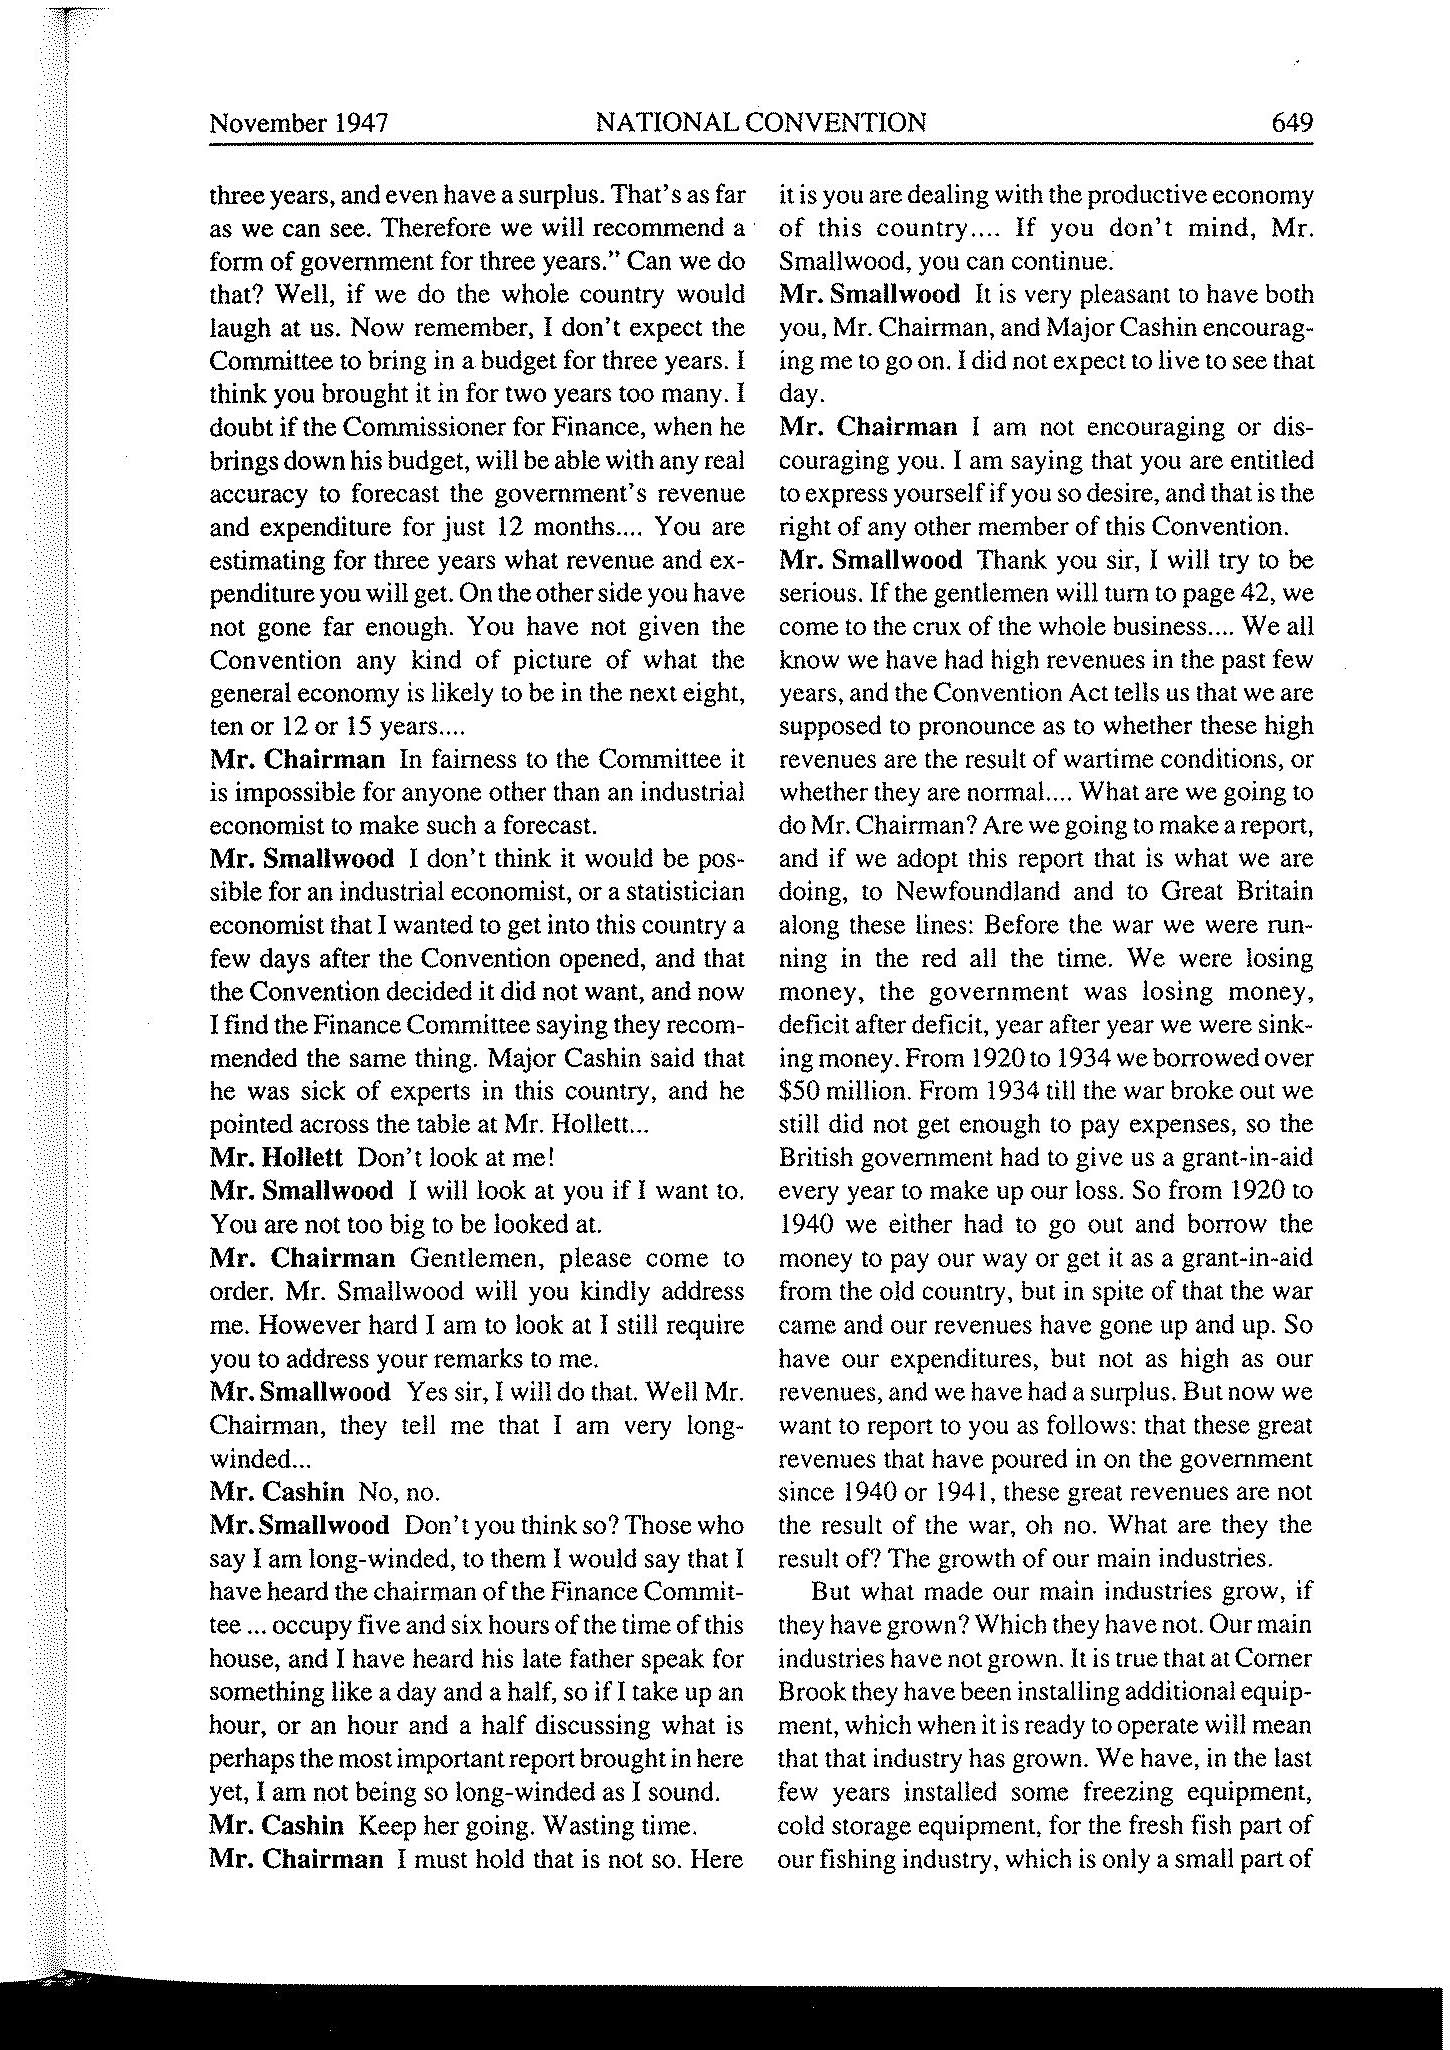 November 1947 NATIONAL CONVENTION 649
three years, and even have a surplus. That's as far
as we can see. Therefore we will recommend a
form of government for three years." Can we do
that? Well, if we do the whole country would
laugh at us. Now remember, I don't expect the
Committee to bring in a budget for three years. I
think you brought it in for two years too many. I
doubt if the Commissioner for Finance, when he
brings down his budget, will be able with any real
accuracy to forecast the government's revenue
and expenditure for just 12 months.... You are
estimating for three years what revenue and ex-
penditure you will get. On the other side you have
not gone far enough. You have not given the
Convention any kind of picture of what the
general economy is likely to be in the next eight,
ten or 12 or 15 years....
Mr. Chairman In fairness to the Committee it
is impossible for anyone other than an industrial
economist to make such a forecast.
Mr. Smallwood I don't think it would be pos-
sible for an industrial economist, or a statistician
economist that I wanted to get into this country a
few days after the Convention opened, and that
the Convention decided it did not want, and now
I find the Finance Committee saying they recom-
mended the same thing. Major Cashin said that
he was sick of experts in this country, and he
pointed across the table at Mr. Hollett...
Mr. Hollett Don't look at me!
Mr. Smallwood I will look at you if I want to.
You are not too big to be looked at.
Mr. Chairman Gentlemen, please come to
order. Mr. Smallwood will you kindly address
me. However hard I am to look at I still require
you to address your remarks to me.
Mr. Smallwood Yes sir, I will do that. Well Mr.
Chairman, they tell me that I am very long-
winded...
Mr. Cashin No, no.
Mr. Smallwood Don't you think so? Those who
say I am long-winded, to them I would say that I
have heard the chairman of the Finance Commit-
tee ... occupy five and six hours of the time of this
house, and I have heard his late father speak for
something like a day and a half, so if I take up an
hour, or an hour and a half discussing what is
perhaps the most important report brought in here
yet, I am not being so long-winded as I sound.
Mr. Cashin Keep her going. Wasting time.
Mr. Chairman I must hold that is not so. Here
it is you are dealing with the productive economy
of this country.... If you don't mind, Mr.
Smallwood, you can continue.
Mr. Smallwood It is very pleasant to have both
you, Mr. Chairman, and Major Cashin encourag-
ing me to go on. I did not expect to live to see that
day.
Mr. Chairman I am not encouraging or dis-
couraging you. I am saying that you are entitled
to express yourself if you so desire, and that is the
right of any other member of this Convention.
Mr. Smallwood Thank you sir, I will try to be
serious. If the gentlemen will turn to page 42, we
come to the crux of the whole business.... We all
know we have had high revenues in the past few
years, and the Convention Act tells us that we are
supposed to pronounce as to whether these high
revenues are the result of wartime conditions, or
whether they are normal.... What are we going to
do Mr. Chairman? Are we going to make a report,
and if we adopt this report that is what we are
doing, to Newfoundland and to Great Britain
along these lines: Before the war we were run-
ning in the red all the time. We were losing
money, the government was losing money,
deficit after deficit, year after year we were sink-
ing money. From 1920 to 1934 we borrowed over
$50 million. From 1934 till the war broke out we
still did not get enough to pay expenses, so the
British government had to give us a grant-in-aid
every year to make up our loss. So from 1920 to
1940 we either had to go out and borrow the
money to pay our way or get it as a grant-in-aid
from the old country, but in spite of that the war
came and our revenues have gone up and up. So
have our expenditures, but not as high as our
revenues, and we have had a surplus. But now we
want to report to you as follows: that these great
revenues that have poured in on the government
since 1940 or 1941, these great revenues are not
the result of the war, oh no. What are they the
result of? The growth of our main industries.
But what made our main industries grow, if
they have grown? Which they have not. Our main
industries have not grown. It is true that at Corner
Brook they have been installing additional equip-
ment, which when it is ready to operate will mean
that that industry has grown. We have, in the last
few years installed some freezing equipment,
cold storage equipment, for the fresh fish part of
our fishing industry, which is only a small part of